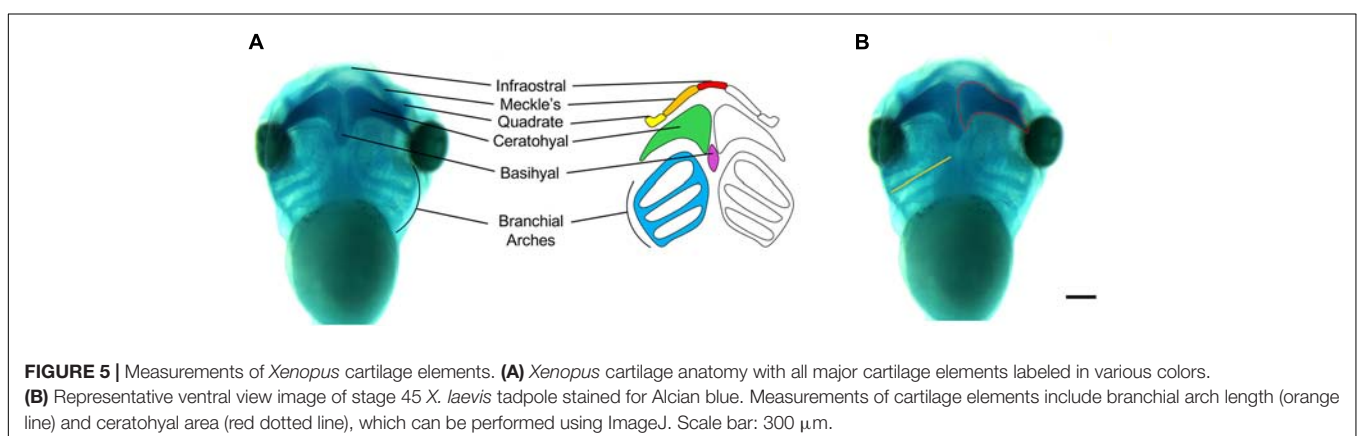 A
B
Infraostral
Meckle's
Quadrate
Ceratohyal
Basihyal
Branchial
Arches
FIGURE 5 | Measurements of Xenopus cartilage elements. (A) Xenopus cartilage anatomy with all major cartilage elements labeled in various colors.
(B) Representative ventral view image of stage 45 X. laevis tadpole stained for Alcian blue. Measurements of cartilage elements include branchial arch length (orange
line) and ceratohyal area (red dotted line), which can be performed using ImageJ. Scale bar: 300 μm.